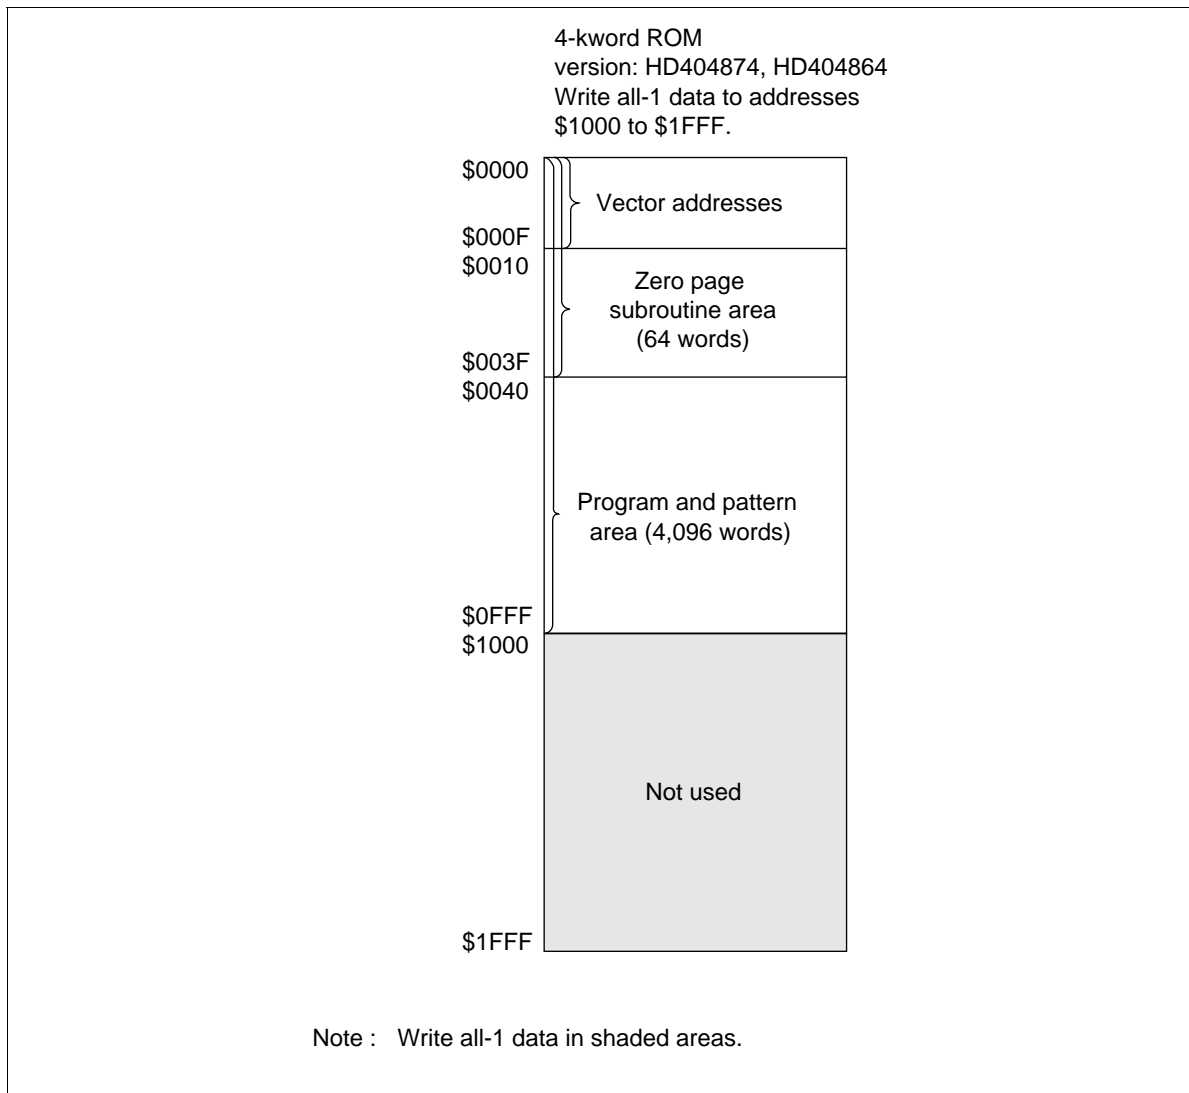 4-kword ROM
version: HD404874, HD404864
Write all-1 data to addresses
$1000 to $1FFF.
$0000
Vector addresses
$000F
$0010
Zero page
subroutine area
(64 words)
$003F
$0040
Program and pattern
area (4,096 words)
$0FFF
$1000
Not used
$1FFF
Note : Write all-1 data in shaded areas.